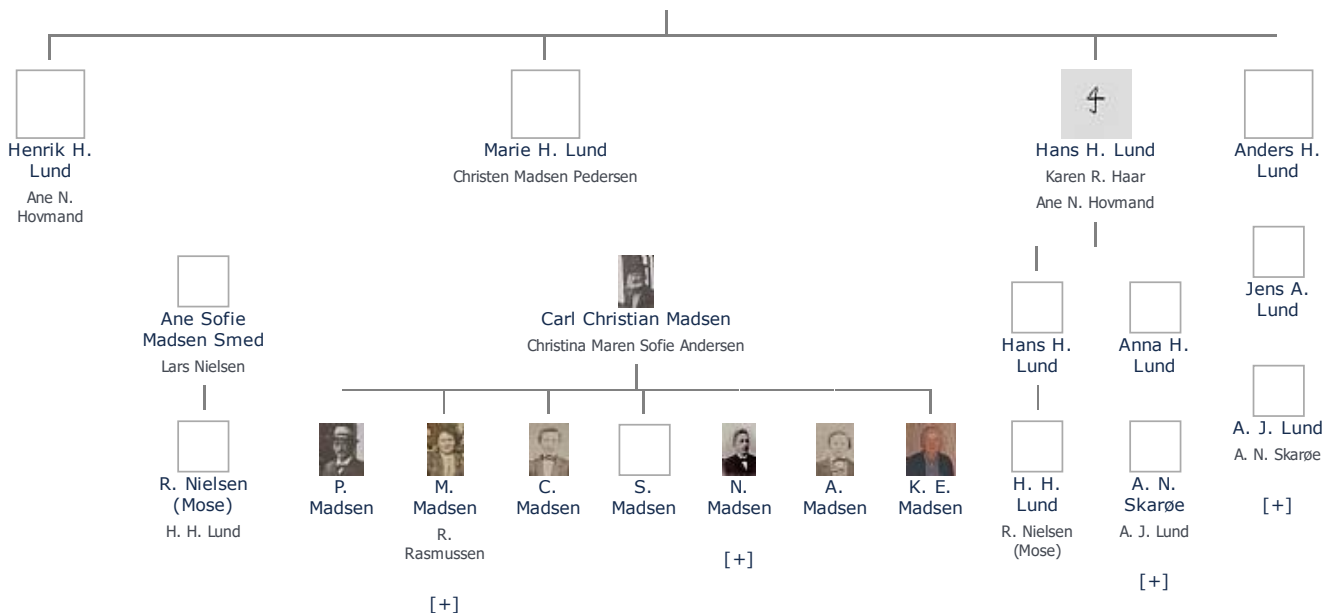 Henrik H.
Lund
Ane N.
Hovmand
Marie H. Lund
Christen Madsen Pedersen
Hans H. Lund
Karen R. Haar
Ane N. Hovmand
Anders H.
Lund
Ane Sofie
Madsen Smed
Lars Nielsen
Carl Christian Madsen
Christina Maren Sofie Andersen
Hans H.
Lund
Anna H.
Lund
Jens A.
Lund
R. Nielsen
(Mose)
H. H. Lund
P.
Madsen
M.
Madsen
R.
Rasmussen
[+]
C.
Madsen
S.
Madsen
N.
Madsen
[+]
A.
Madsen
K. E.
Madsen
H. H.
Lund
R. Nielsen
(Mose)
A. N.
Skarøe
A. J. Lund
[+]
A. J. Lund
A. N. Skarøe
[+]